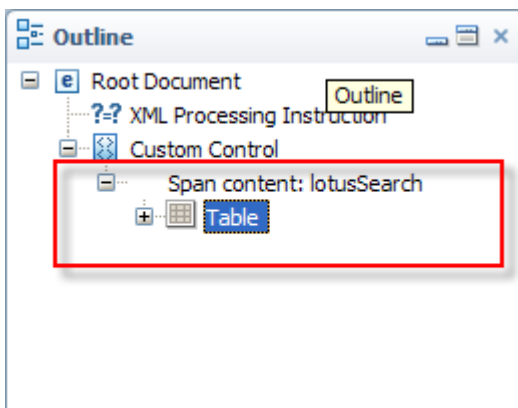 Outline
Root Document
Outline
?=? XML Processing Instruction
Custom Control
Span content: lotusSearch
Table